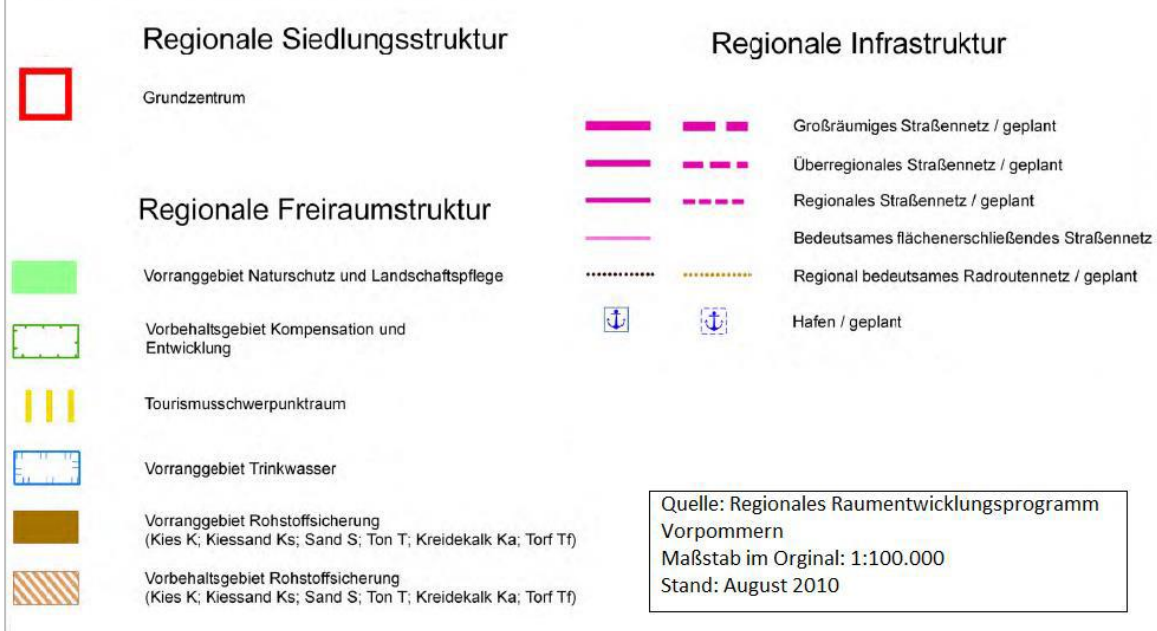 Regionale Siedlungsstruktur
Grundzentrum
Regionale Freiraumstruktur
Vorranggebiet Naturschutz und Landschaftspflege
Vorbehaltsgebiet Kompensation und
Entwicklung
Tourismusschwerpunktraum
Vorranggebiet Trinkwasser
Vorranggebiet Rohstoffsicherung
(Kies K; Kiessand Ks; Sand S; Ton T; Kreidekalk Ka; Torf Tf)
Vorbehaltsgebiet Rohstoffsicherung
(Kies K; Kiessand Ks; Sand S; Ton T; Kreidekalk Ka; Torf Tf)
Regionale Infrastruktur
Großräumiges Straßennetz / geplant
Überregionales Straßennetz / geplant
Regionales Straßennetz / geplant
Bedeutsames flächenerschließendes Straßennetz
Regional bedeutsames Radroutennetz / geplant
Hafen / geplant
Quelle: Regionales Raumentwicklungsprogramm
Vorpommern
Maßstab im Orginal: 1:100.000
Stand: August 2010